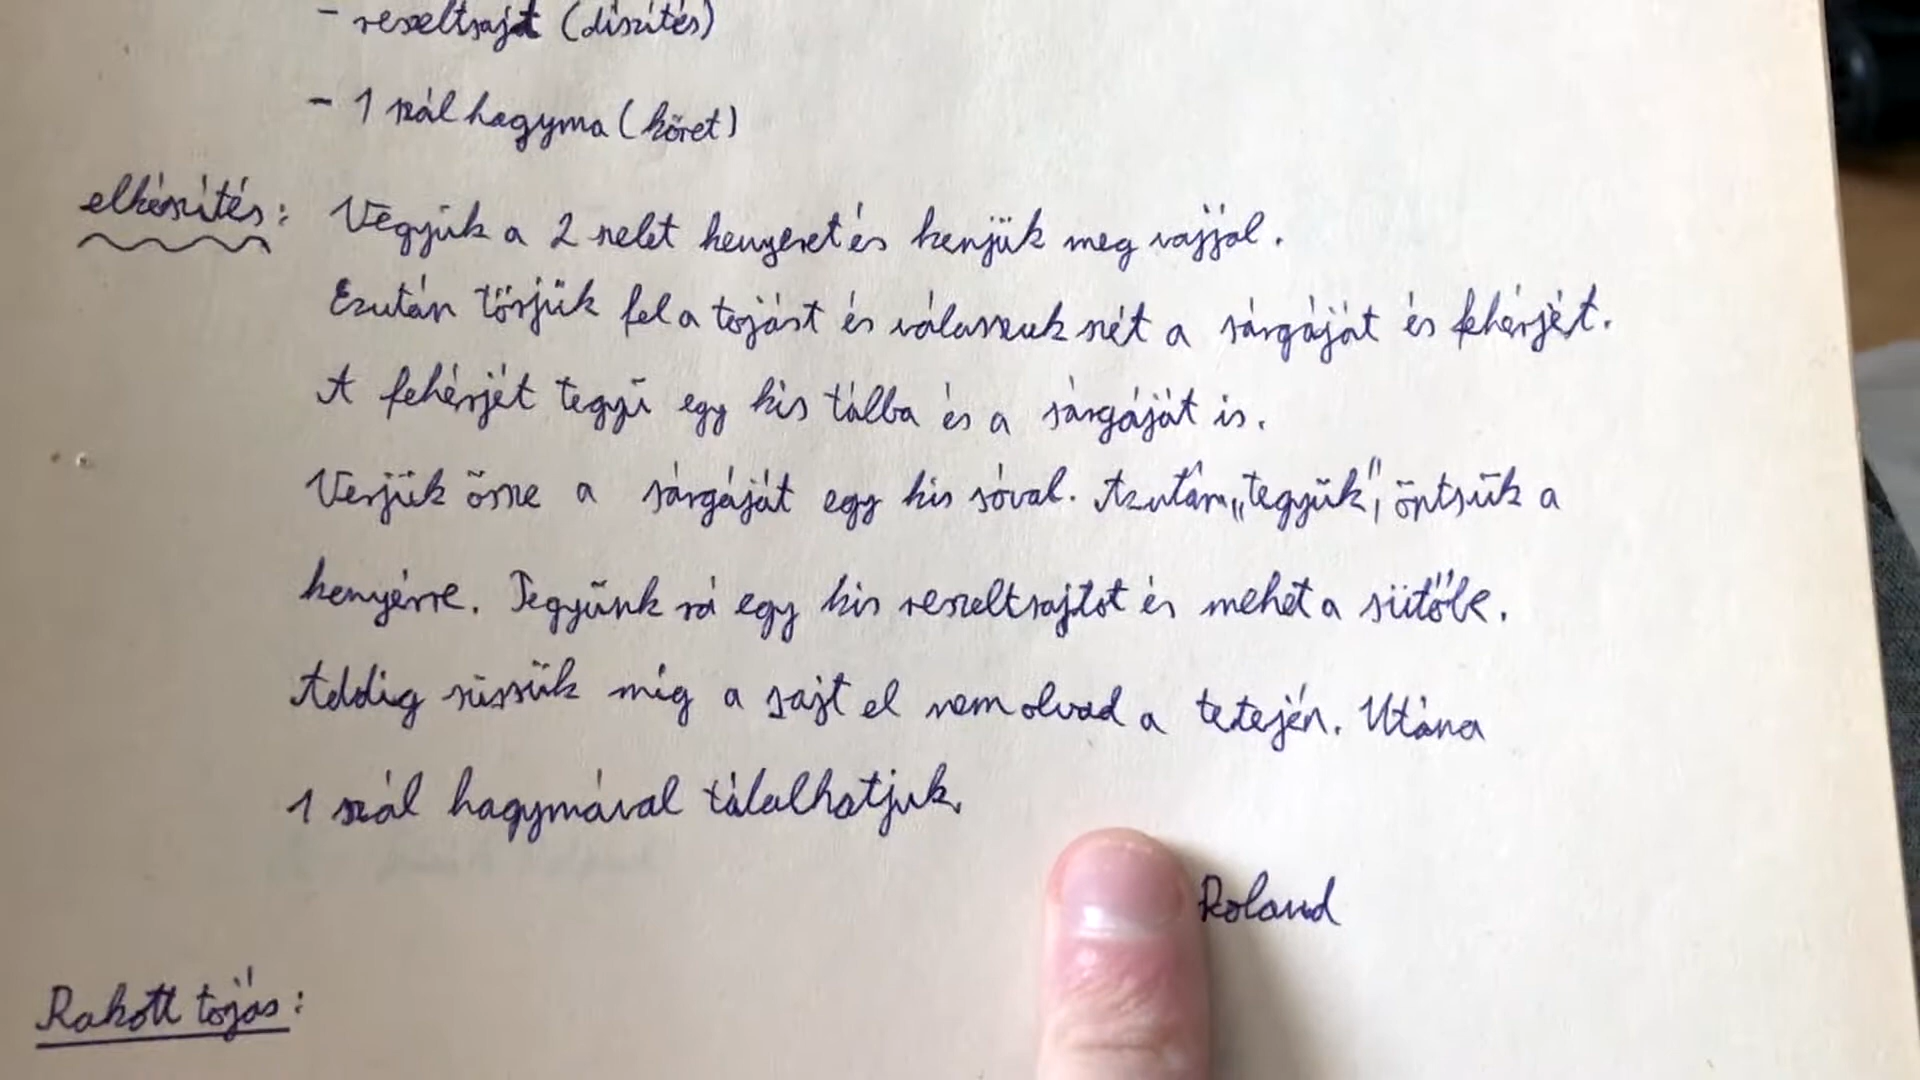 - reszeltsajt (díszítés)
- 1 szál hagyma (köret)
elkészítés: Vegyük a 2 szelet kenyeret és kenjük meg vajjal.
Ezután törjük fel a tojást és válasszuk szét a sárgáját és fehérjét.
A fehérjét tegyü egy kis tálba és a sárgáját is.
Verjük össze a sárgáját egy kis sóval. Azután „tegyük", öntsük a
kenyérre. Tegyünk rá egy kis reszeltsajtot és mehet a sütőbe.
Addig süssük míg a sajt el nem olvad a tetején. Utána
1 szál hagymával tálalhatjuk.
Roland
Rakott tojás: